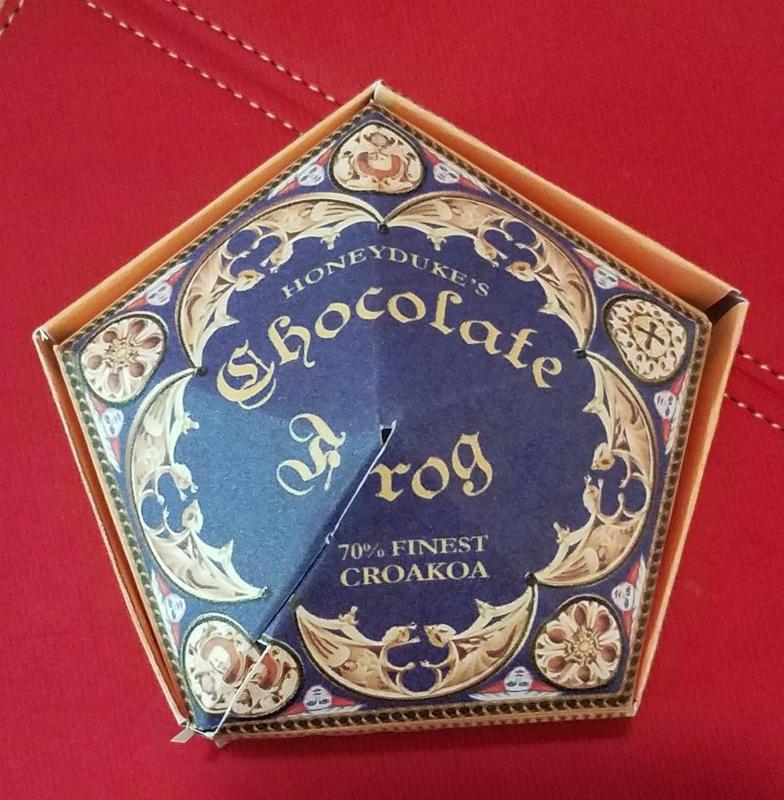 HONEYDUKE'S
Chocolate
Frog
70% FINEST
CROAKOA